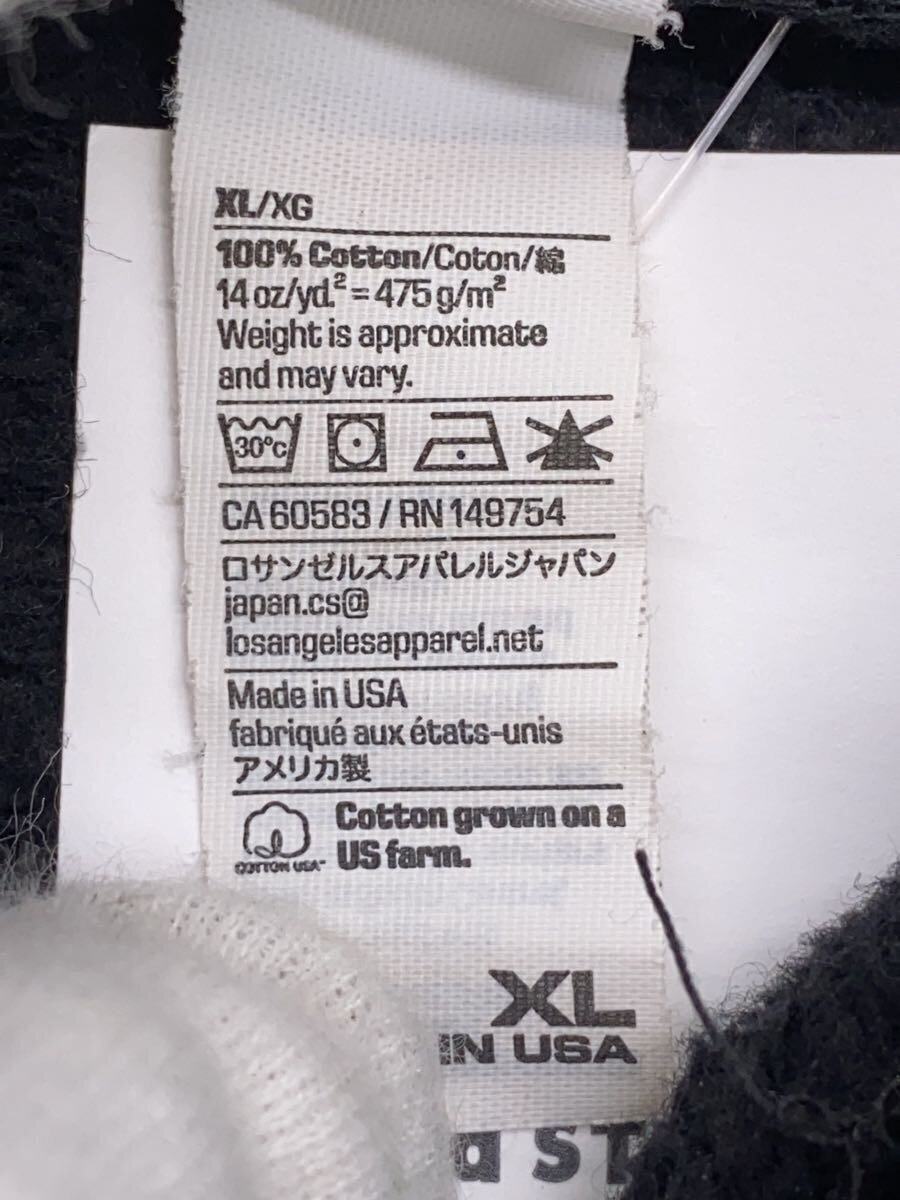 XL/XG
100% Cotton/Coton/綿
14 oz/yd.² = 475 g/m²
Weight is approximate
and may vary.
30°c
CA 60583 / RN 149754
ロサンゼルスアパレルジャパン
japan.cs@
losangelesapparel.net
Made in USA
fabriqué aux états-unis
アメリカ製
Cotton grown on a
US farm.
COTTON USA™
XL
IN USA
d ST